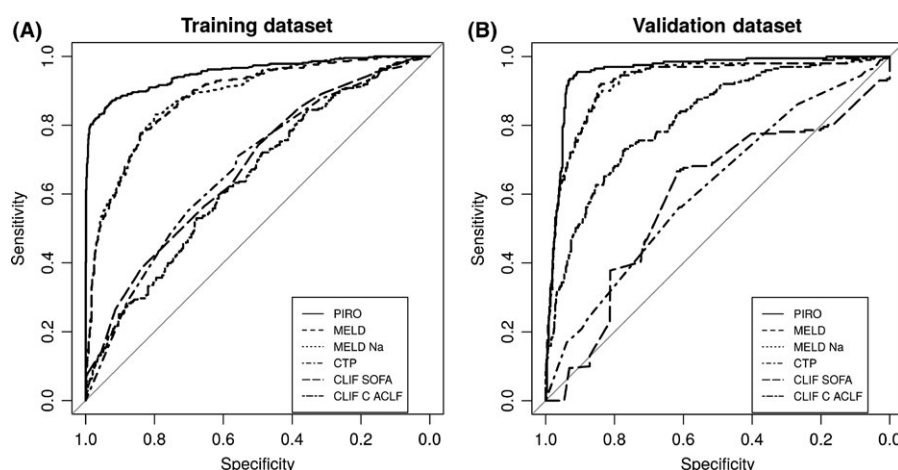 (A) Training dataset
Sensitivity
1.0
0.8
0.6
0.4
0.2
0.0
PIRO
MELD
MELD Na
CTP
CLIF SOFA
CLIF C ACLF
1.0 0.8 0.6 0.4 0.2 0.0
Specificity
(B) Validation dataset
Sensitivity
1.0
0.8
0.6
0.4
0.2
0.0
PIRO
MELD
MELD Na
CTP
CLIF SOFA
CLIF C ACLF
1.0 0.8 0.6 0.4 0.2 0.0
Specificity